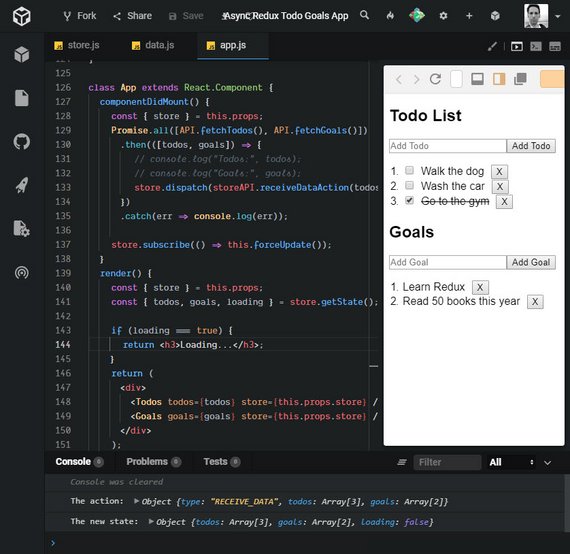 Fork Share Save Async Redux Todo Goals App
store.js data.js app.js
125
126 class App extends React.Component {
127 componentDidMount() {
128 const { store } = this.props;
129 Promise.all([API.fetchTodos(), API.fetchGoals()])
130 .then(([todos, goals]) => {
131 // console.log("Todos:", todos);
132 // console.log("Goals:", goals);
133 store.dispatch(storeAPI.receiveDataAction(todos
134 })
135 .catch(err => console.log(err));
136
137 store.subscribe(() => this.forceUpdate());
138 }
139 render() {
140 const { store } = this.props;
141 const { todos, goals, loading } = store.getState();
142
143 if (loading === true) {
144 return <h3>Loading...</h3>;
145 }
146 return (
147 <div>
148 <Todos todos={todos} store={this.props.store} /
149 <Goals goals={goals} store={this.props.store} /
150 </div>
151 );
Todo List
Add Todo Add Todo
1. Walk the dog X
2. Wash the car X
3. Go to the gym X
Goals
Add Goal Add Goal
1. Learn Redux X
2. Read 50 books this year X
Console 0 Problems 0 Tests 0 Filter All
Console was cleared
The action: ▶Object {type: "RECEIVE_DATA", todos: Array[3], goals: Array[2]}
The new state: ▶Object {todos: Array[3], goals: Array[2], loading: false}
›